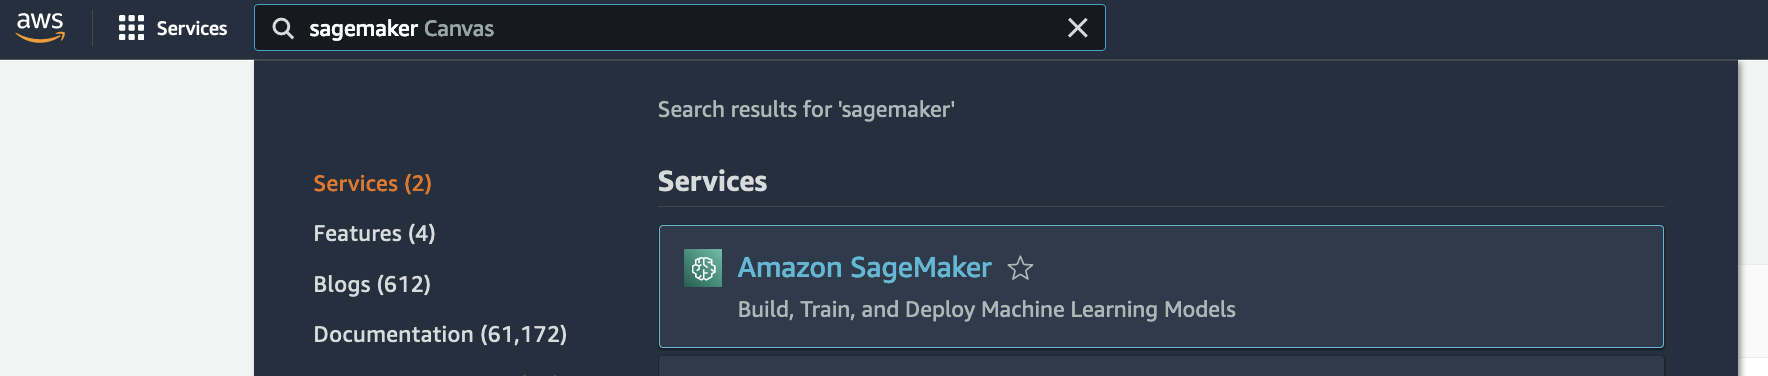 aws
Services
sagemaker Canvas
Search results for 'sagemaker'
Services (2)
Features (4)
Blogs (612)
Documentation (61,172)
Services
Amazon SageMaker
Build, Train, and Deploy Machine Learning Models